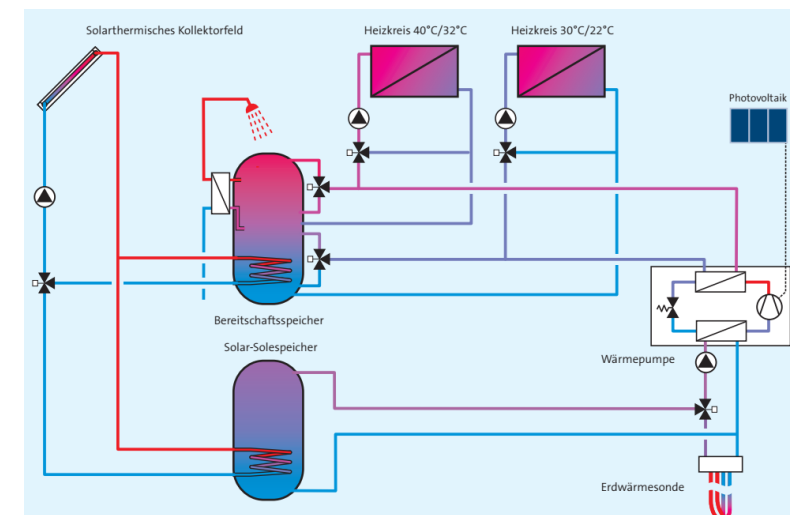 Solarthermisches Kollektorfeld
Heizkreis 40°C/32°C
Heizkreis 30°C/22°C
Photovoltaik
Bereitschaftsspeicher
Solar-Solespeicher
Wärmepumpe
Erdwärmesonde